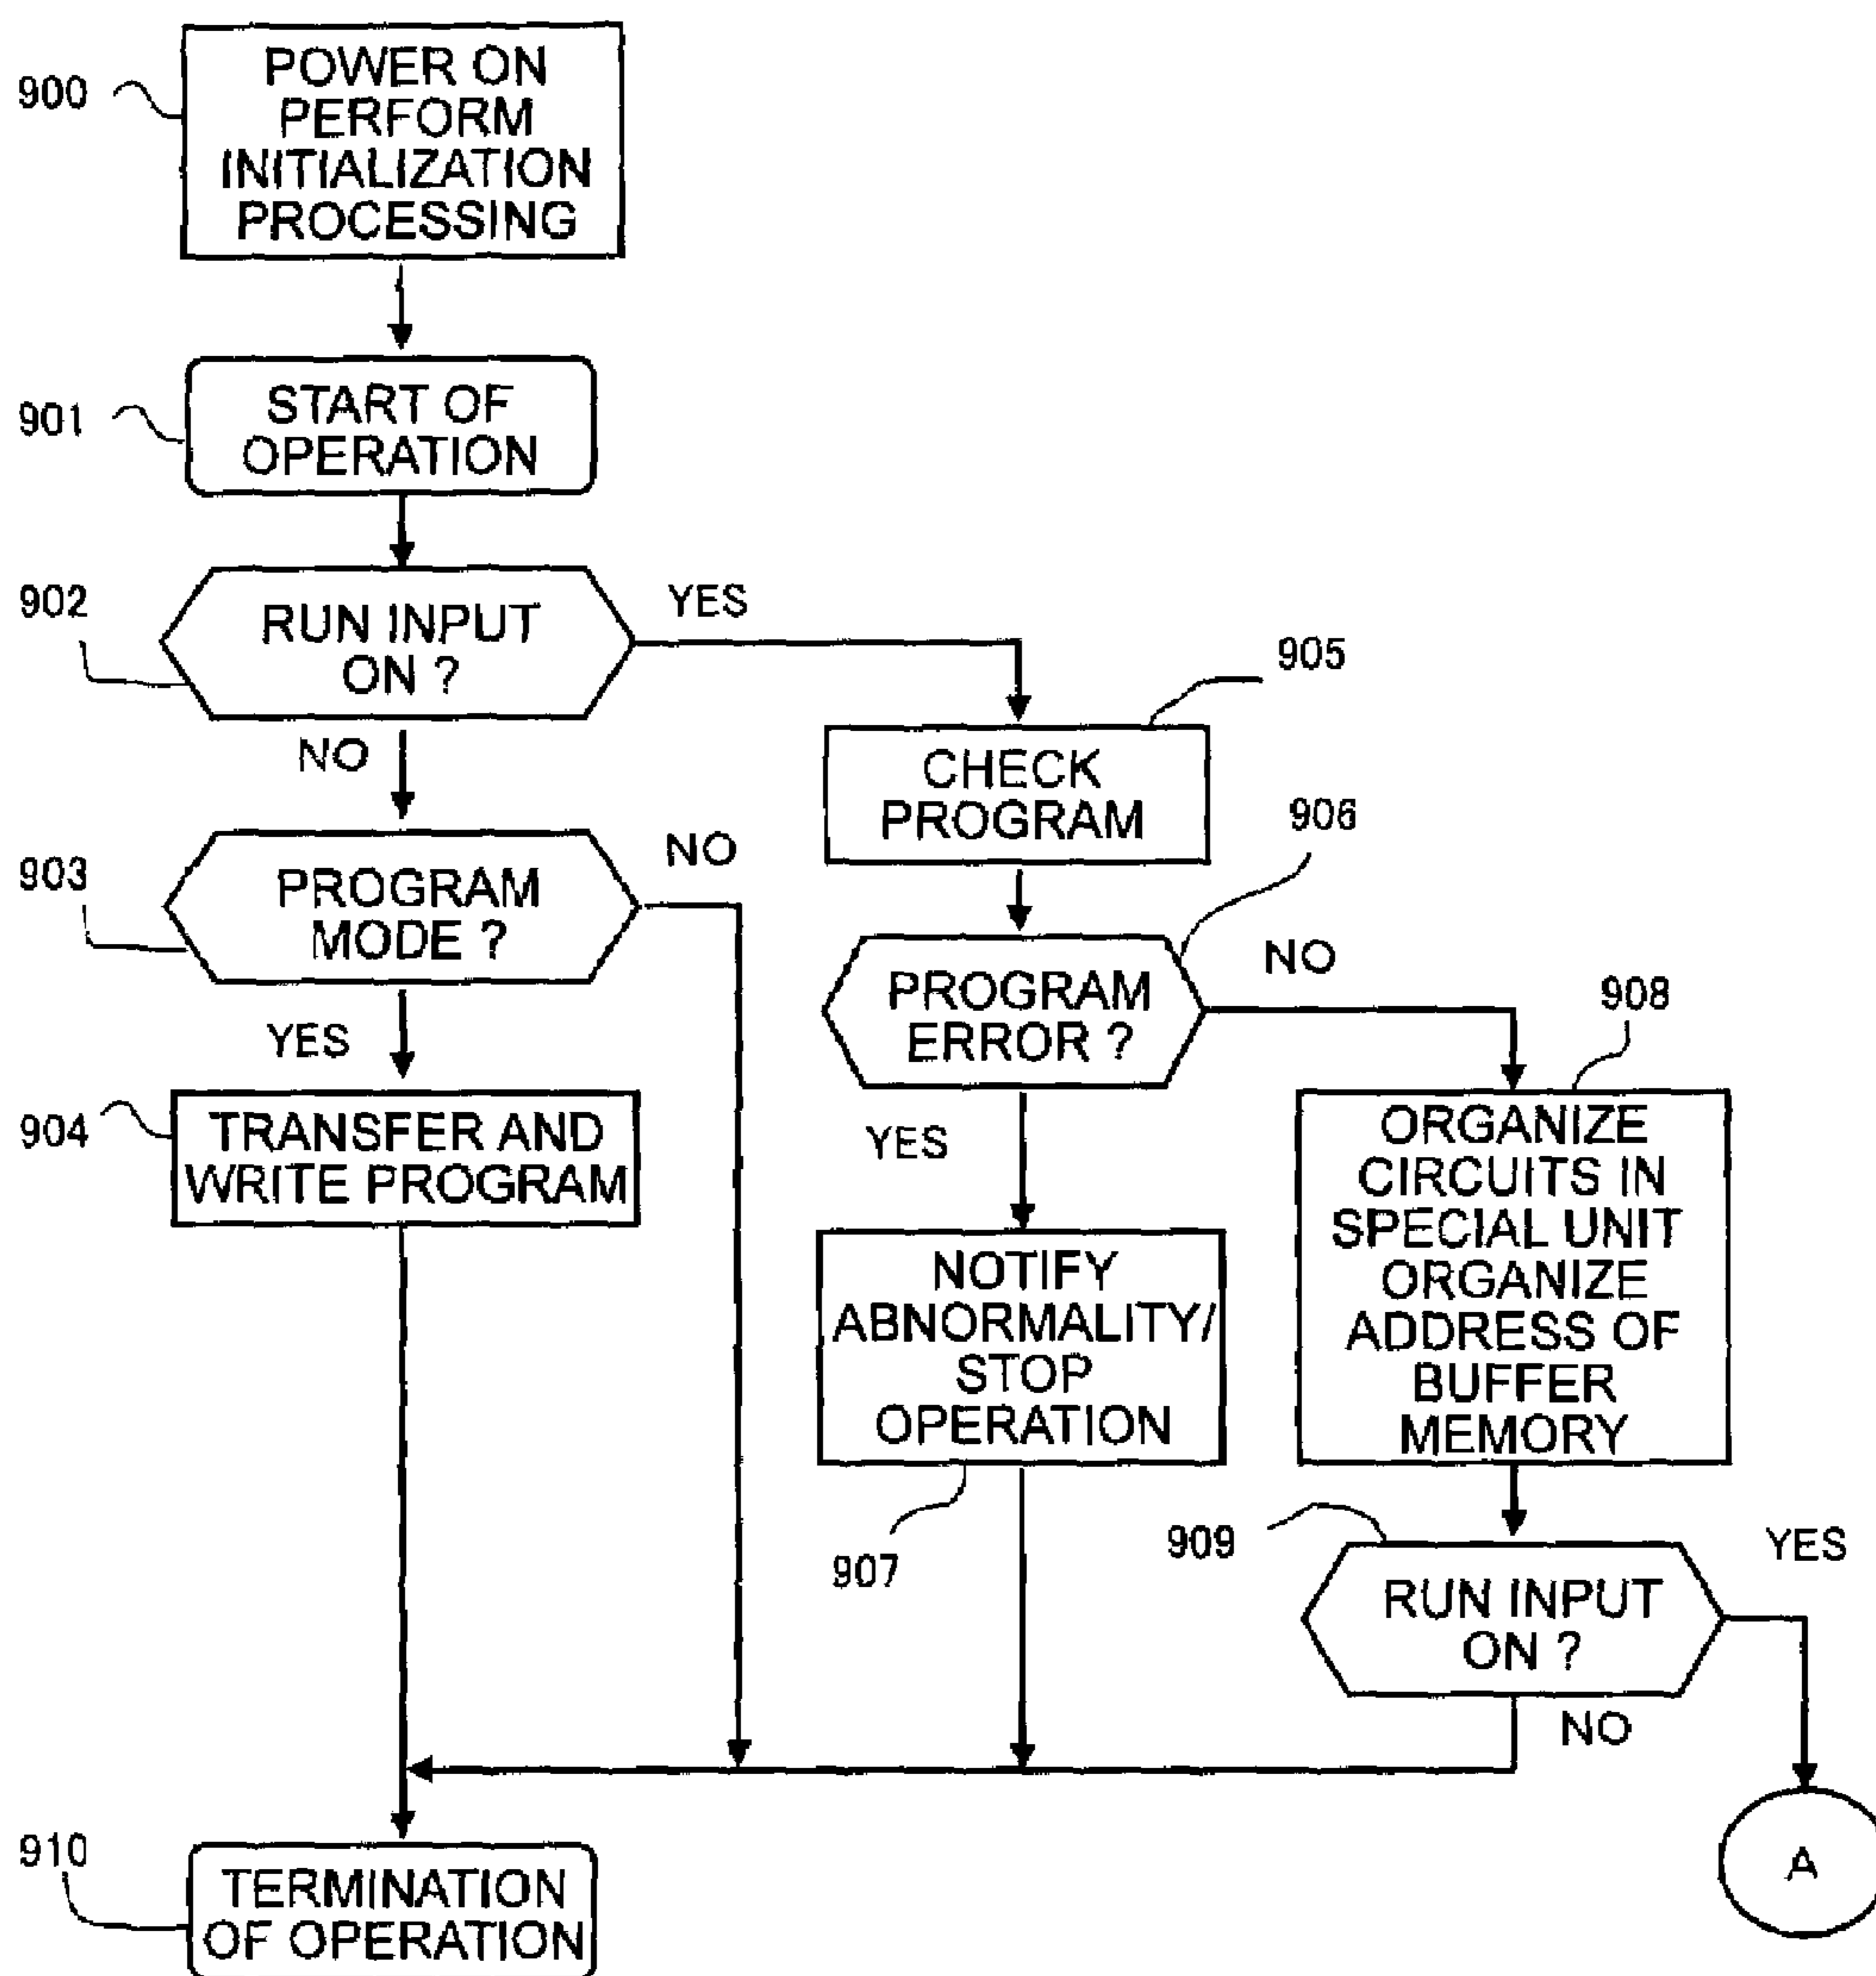 900
POWER ON
PERFORM
INITIALIZATION
PROCESSING
901
START OF
OPERATION
902
RUN INPUT
ON ?
YES
NO
903
PROGRAM
MODE ?
NO
YES
904
TRANSFER AND
WRITE PROGRAM
905
CHECK
PROGRAM
906
PROGRAM
ERROR ?
NO
YES
907
NOTIFY
ABNORMALITY/
STOP
OPERATION
908
ORGANIZE
CIRCUITS IN
SPECIAL UNIT
ORGANIZE
ADDRESS OF
BUFFER
MEMORY
909
RUN INPUT
ON ?
YES
NO
A
910
TERMINATION
OF OPERATION